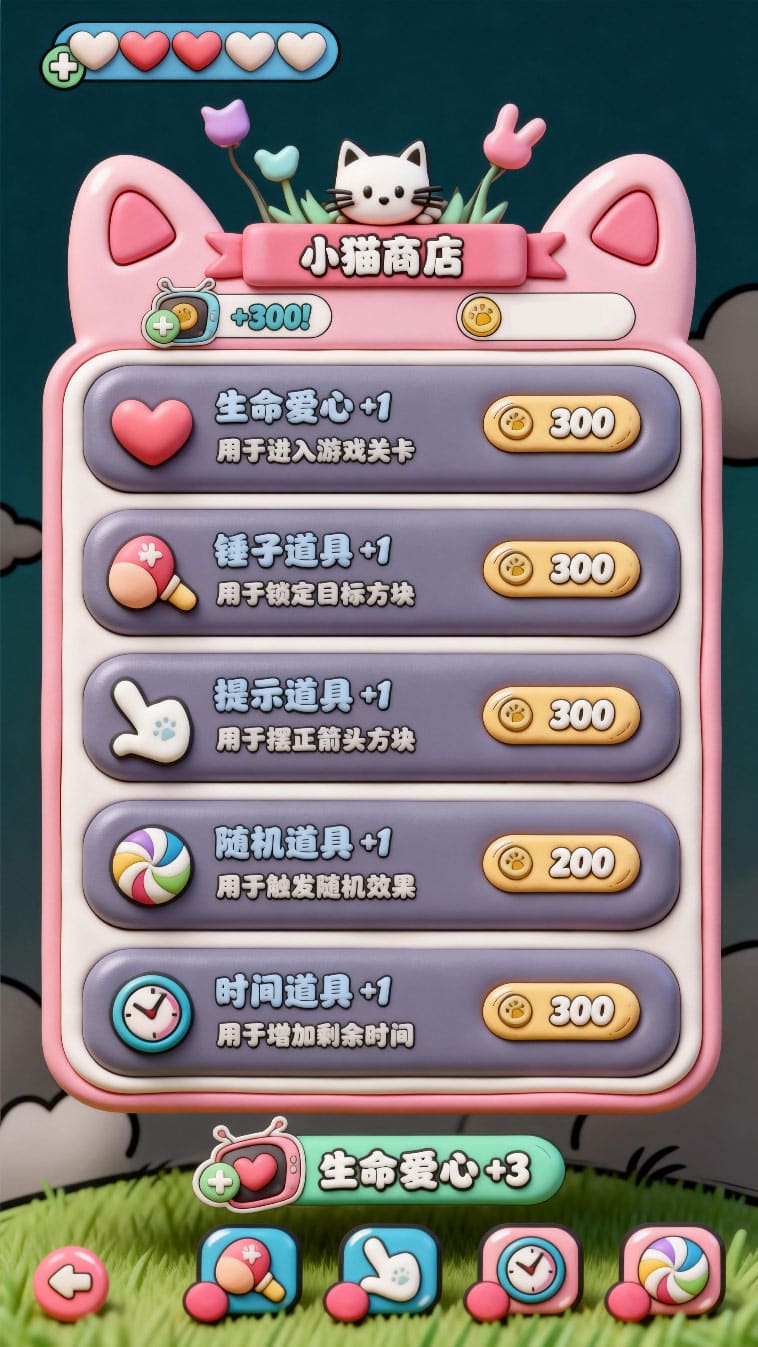 小猫商店
+300!
生命爱心+1
用于进入游戏关卡
300
锤子道具+1
用于锁定目标方块
300
提示道具+1
用于摆正箭头方块
300
随机道具+1
用于触发随机效果
200
时间道具+1
用于增加剩余时间
300
生命爱心+3